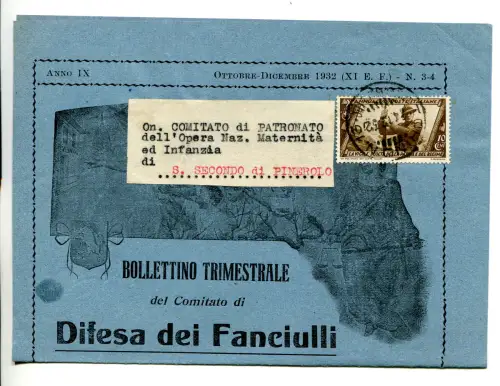 ANNO IX
OTTOBRE-DICEMBRE 1932 (XI E. F.) - N. 3-4
On. COMITATO di PATRONATO
dell'Opera Naz. Maternità
ed Infanzia
di
S. SECONDO di PINEROLO
10
BOLLETTINO TRIMESTRALE
del Comitato di
Difesa dei Fanciulli